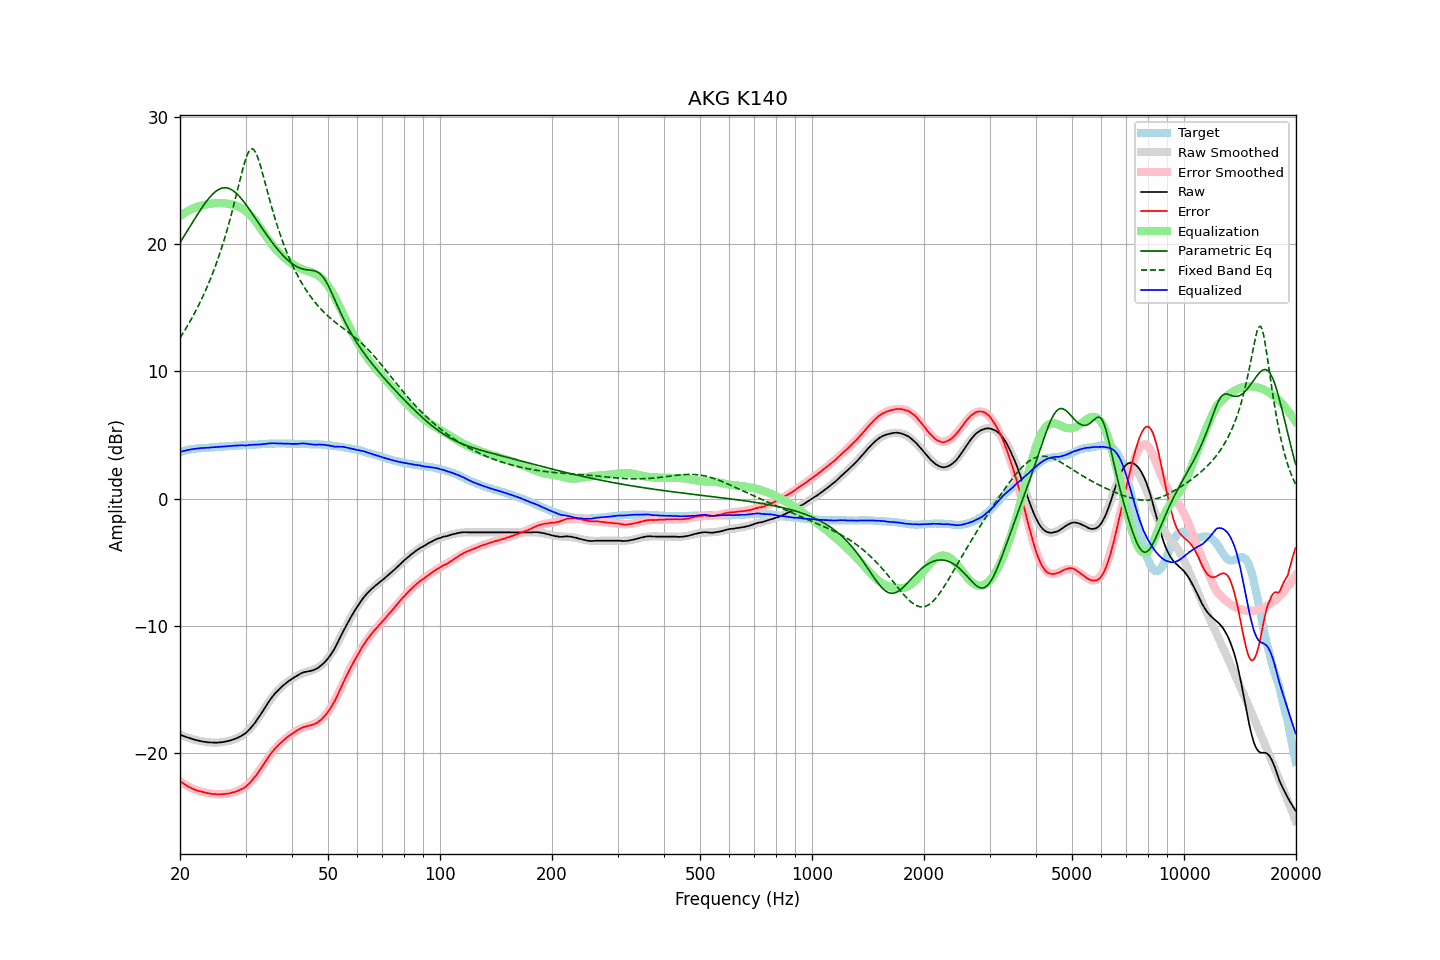 AKG K140
30
20
10
0
−10
−20
Amplitude (dBr)
20
50
100
200
500
1000
2000
5000
10000
20000
Frequency (Hz)
Target
Raw Smoothed
Error Smoothed
Raw
Error
Equalization
Parametric Eq
Fixed Band Eq
Equalized